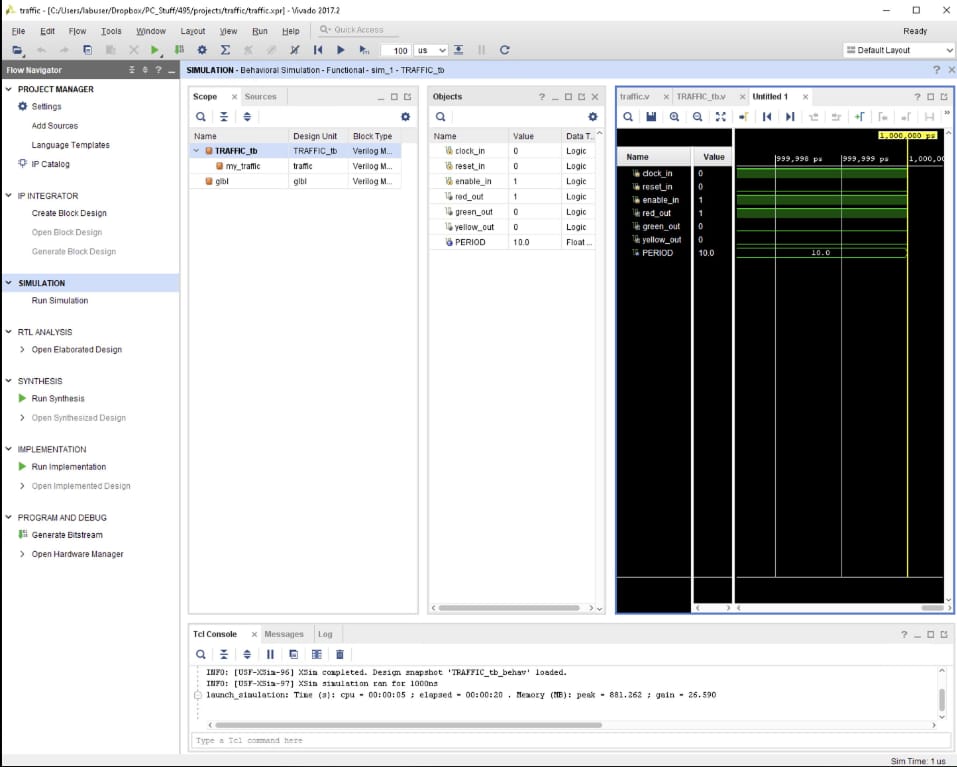 traffic - [C:/Users/labuser/Dropbox/PC_Stuff/495/projects/traffic/traffic.xpr] - Vivado 2017.2
File Edit Flow Tools Window Layout View Run Help Quick Access
Ready
100 us
Default Layout
Flow Navigator
SIMULATION - Behavioral Simulation - Functional - sim_1 - TRAFFIC_tb
PROJECT MANAGER
Settings
Add Sources
Language Templates
IP Catalog
IP INTEGRATOR
Create Block Design
Open Block Design
Generate Block Design
SIMULATION
Run Simulation
RTL ANALYSIS
Open Elaborated Design
SYNTHESIS
Run Synthesis
Open Synthesized Design
IMPLEMENTATION
Run Implementation
Open Implemented Design
PROGRAM AND DEBUG
Generate Bitstream
Open Hardware Manager
Scope Sources
Name Design Unit Block Type
TRAFFIC_tb TRAFFIC_tb Verilog M...
my_traffic traffic Verilog M...
glbl glbl Verilog M...
Objects
Name Value Data T...
clock_in 0 Logic
reset_in 0 Logic
enable_in 1 Logic
red_out 1 Logic
green_out 0 Logic
yellow_out 0 Logic
PERIOD 10.0 Float ...
traffic.v TRAFFIC_tb.v Untitled 1
1,000,000 ps
Name Value
999,998 ps 999,999 ps 1,000,00
clock_in 0
reset_in 0
enable_in 1
red_out 1
green_out 0
yellow_out 0
PERIOD 10.0 10.0
Tcl Console Messages Log
INFO: [USF-XSim-96] XSim completed. Design snapshot 'TRAFFIC_tb_behav' loaded.
INFO: [USF-XSim-97] XSim simulation ran for 1000ns
launch_simulation: Time (s): cpu = 00:00:05 ; elapsed = 00:00:20 . Memory (MB): peak = 881.262 ; gain = 26.590
Type a Tcl command here
Sim Time: 1 us